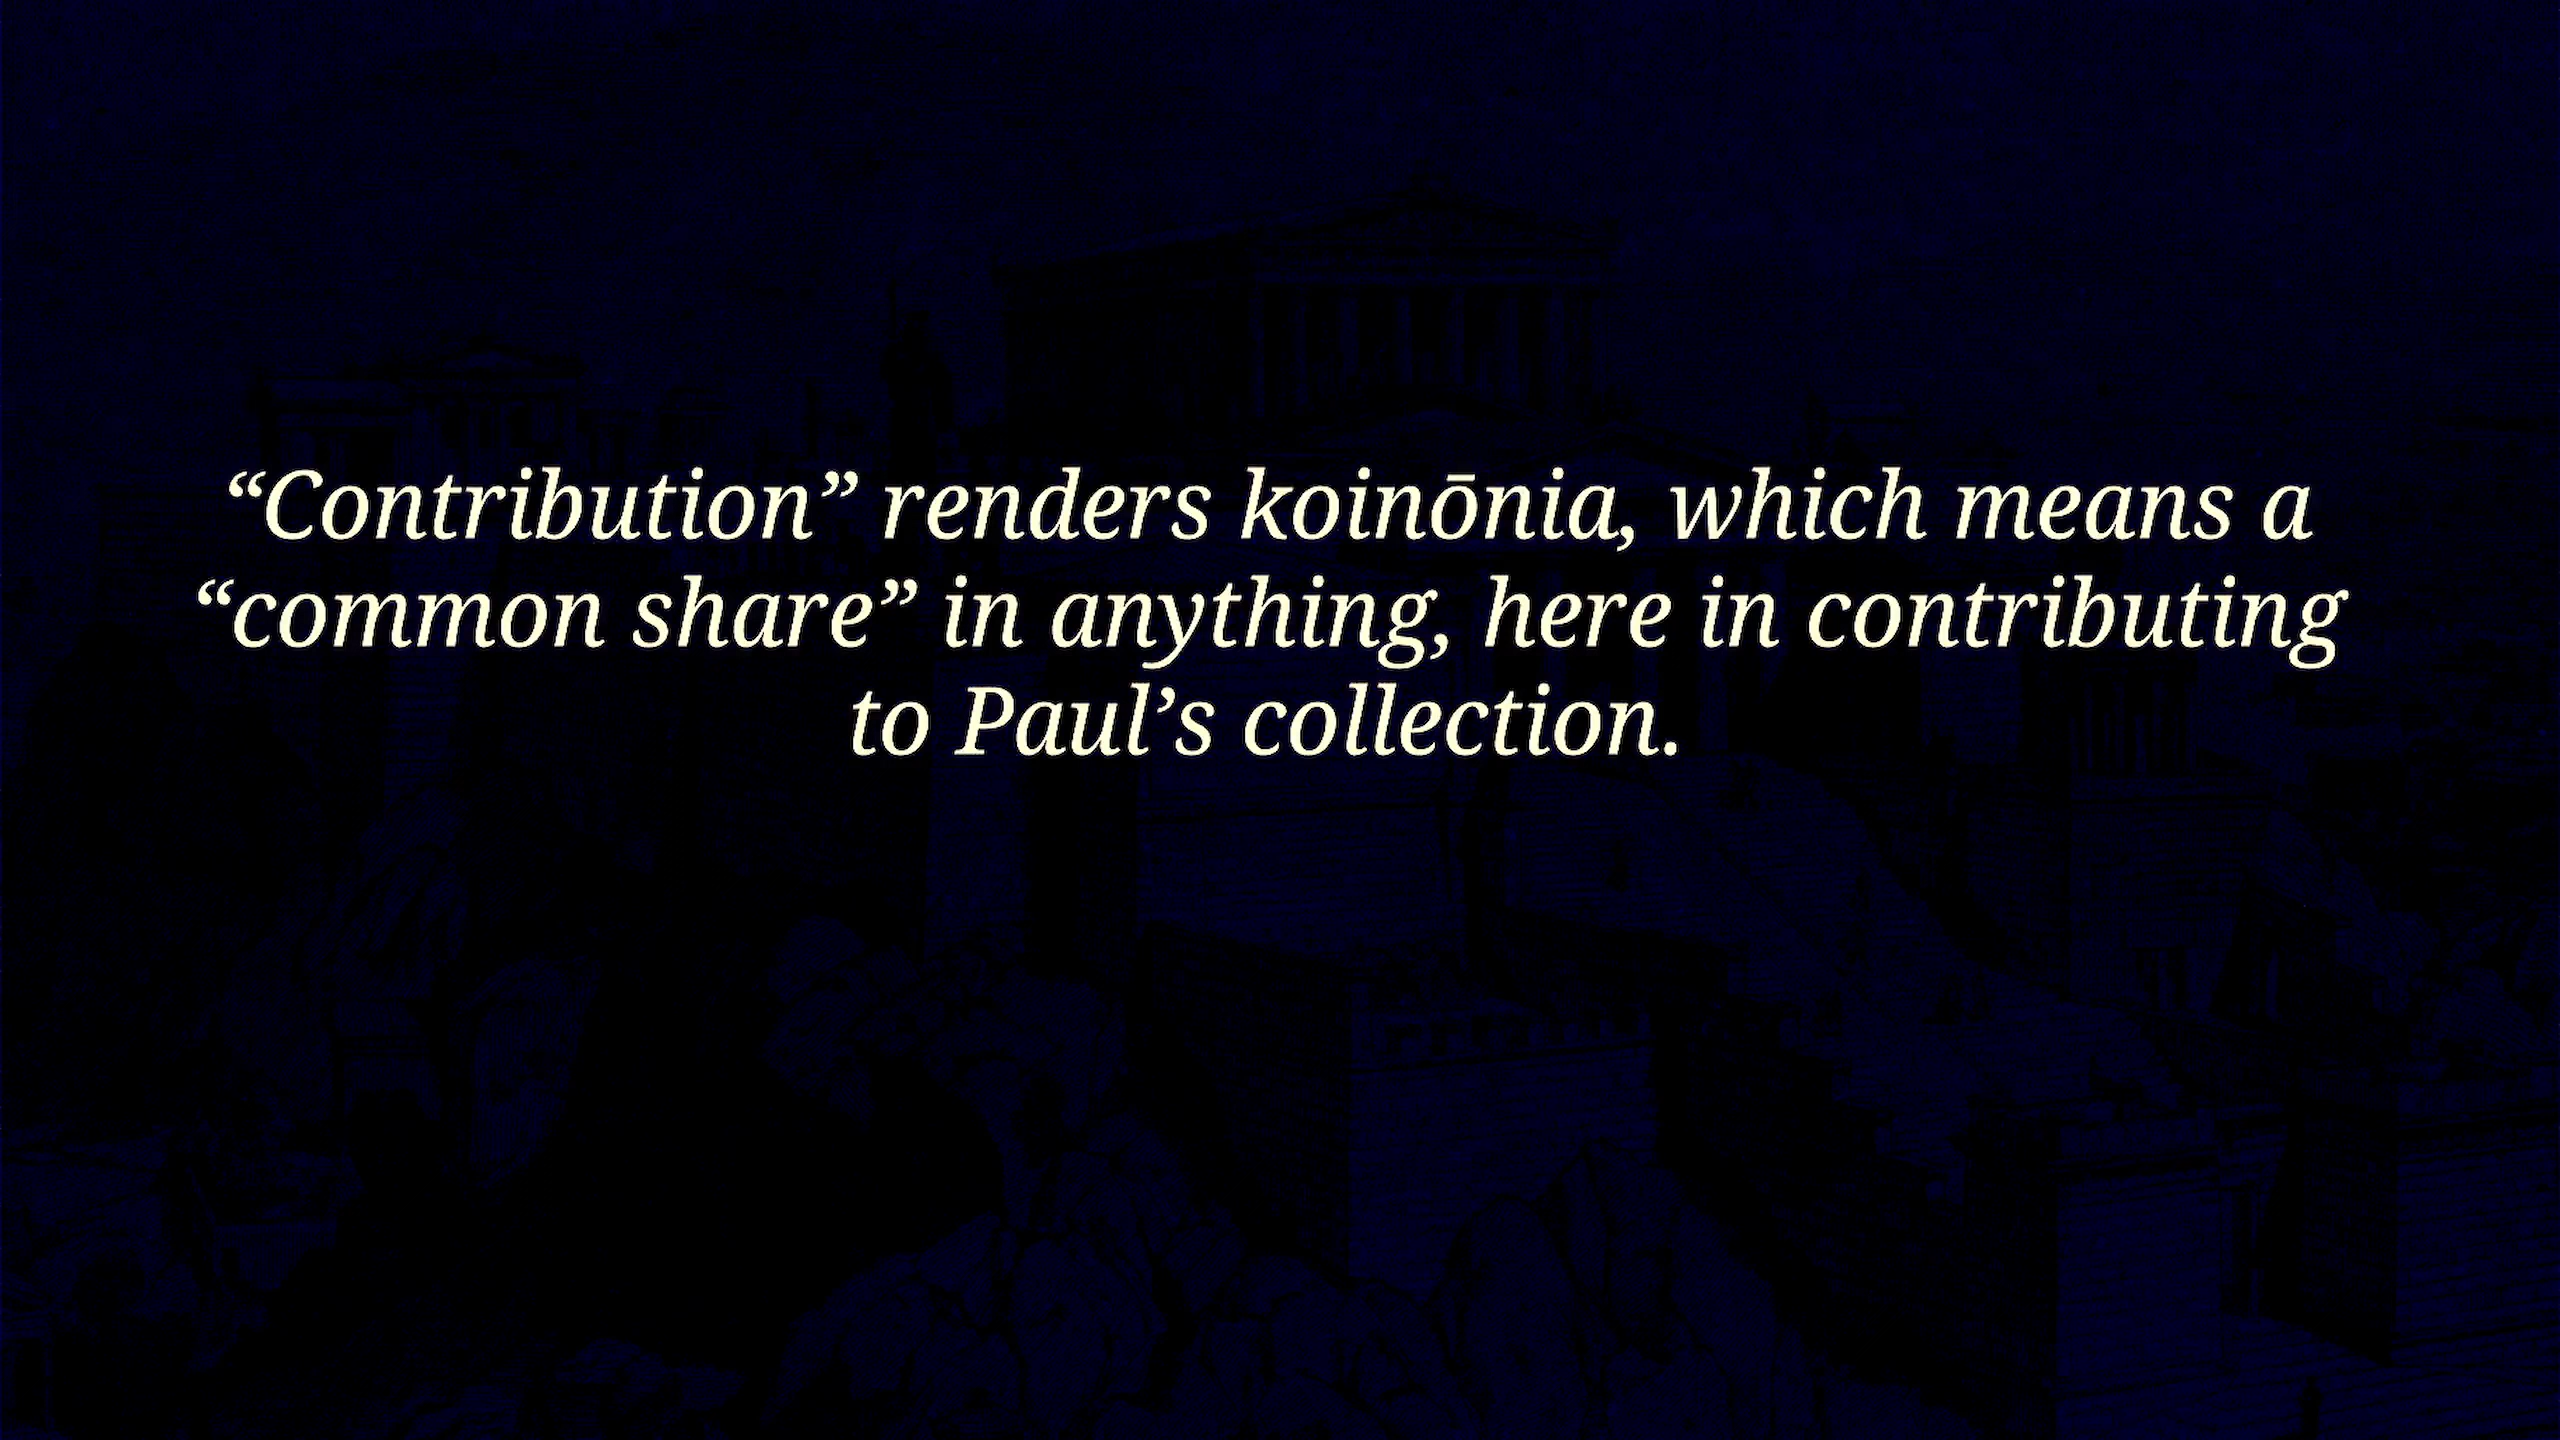 “Contribution” renders koinōnia, which means a
“common share” in anything, here in contributing
to Paul’s collection.